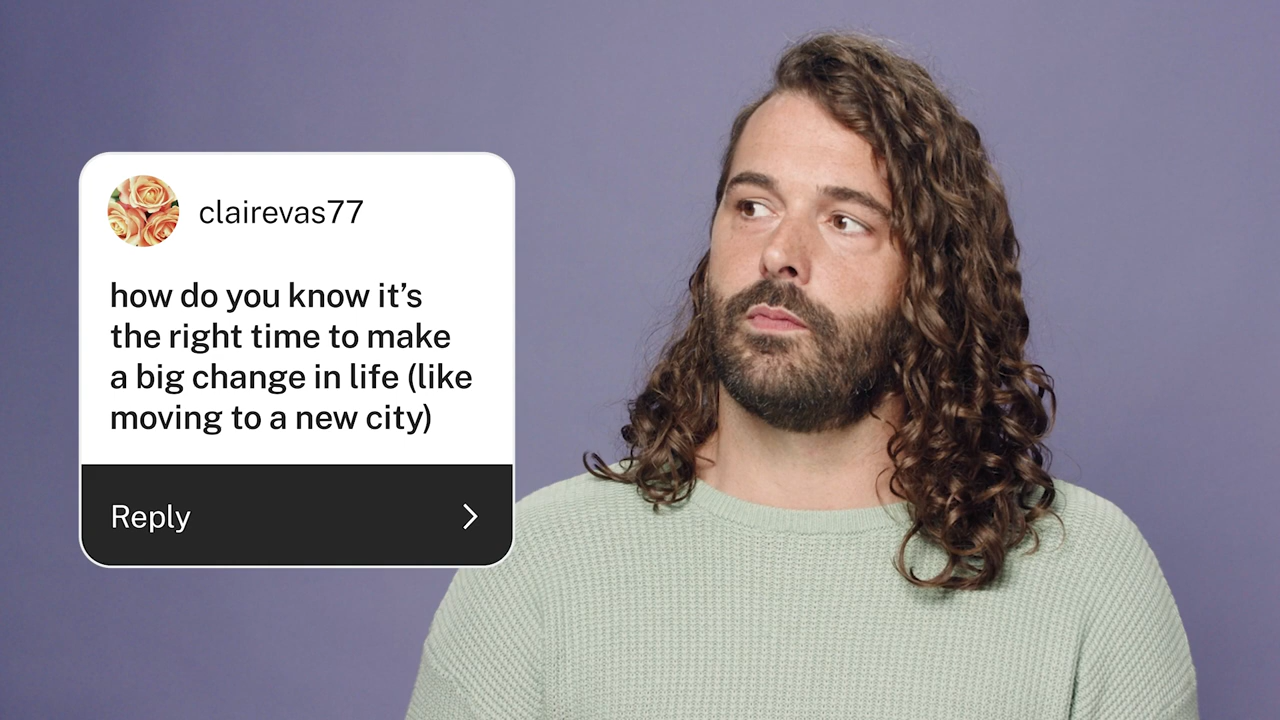 clairevas77
how do you know it’s
the right time to make
a big change in life (like
moving to a new city)
Reply